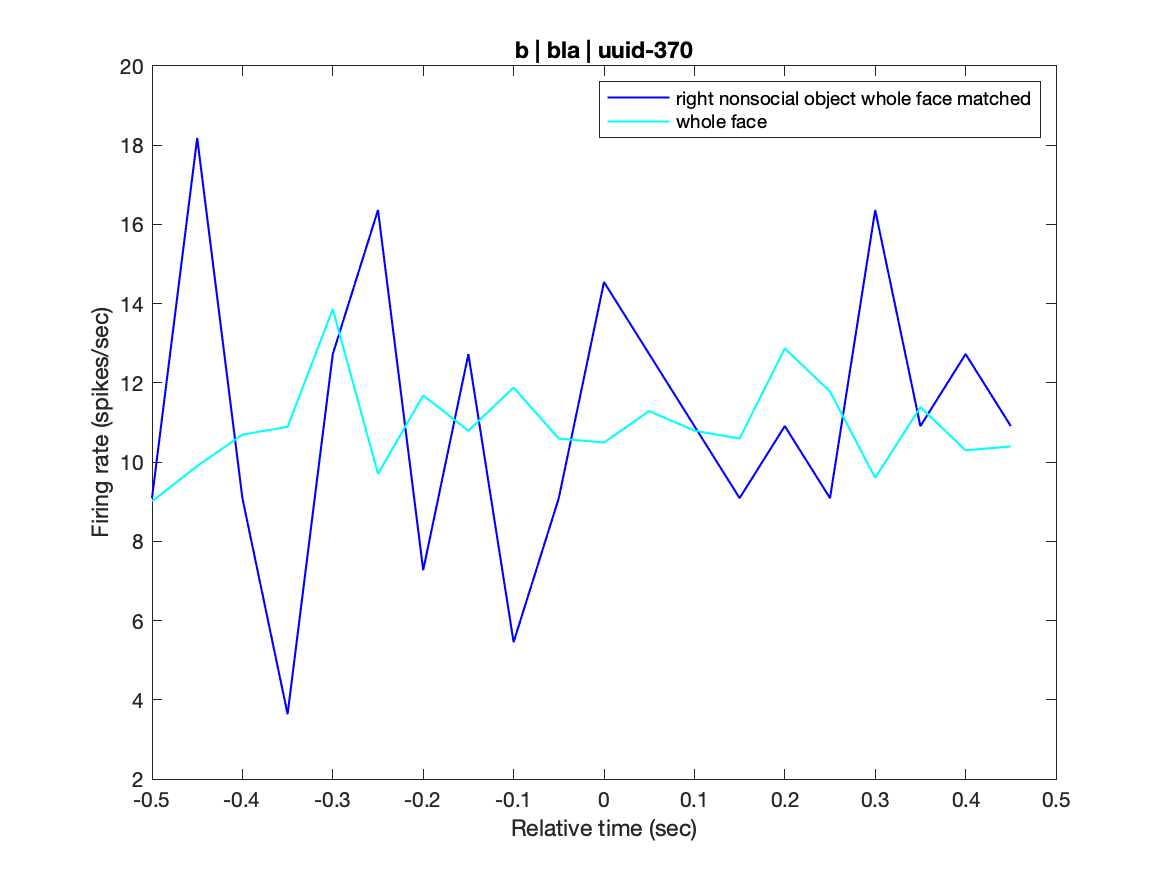 b | bla | uuid-370
right nonsocial object whole face matched
whole face
Firing rate (spikes/sec)
20
18
16
14
12
10
8
6
4
2
-0.5 -0.4 -0.3 -0.2 -0.1 0 0.1 0.2 0.3 0.4 0.5
Relative time (sec)